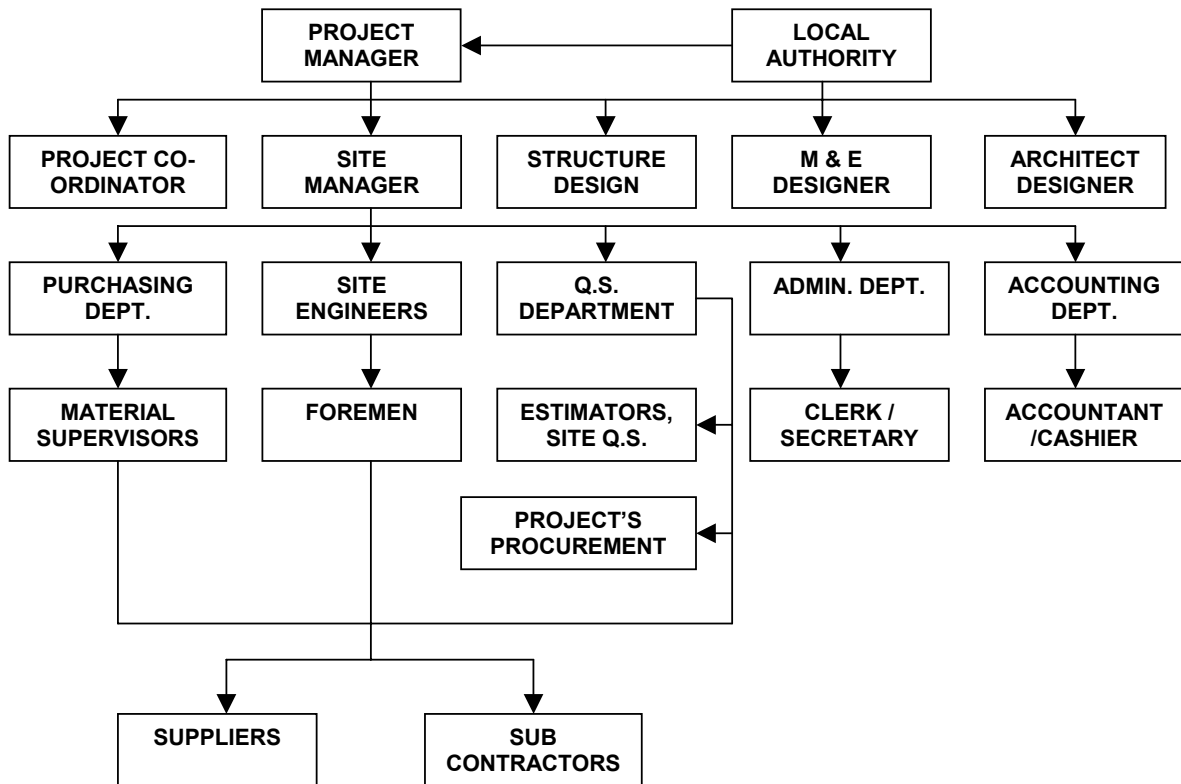 PROJECT
MANAGER
LOCAL
AUTHORITY
PROJECT CO-
ORDINATOR
SITE
MANAGER
STRUCTURE
DESIGN
M & E
DESIGNER
ARCHITECT
DESIGNER
PURCHASING
DEPT.
SITE
ENGINEERS
Q.S.
DEPARTMENT
ADMIN. DEPT.
ACCOUNTING
DEPT.
MATERIAL
SUPERVISORS
FOREMEN
ESTIMATORS,
SITE Q.S.
CLERK /
SECRETARY
ACCOUNTANT
/CASHIER
PROJECT’S
PROCUREMENT
SUPPLIERS
SUB
CONTRACTORS